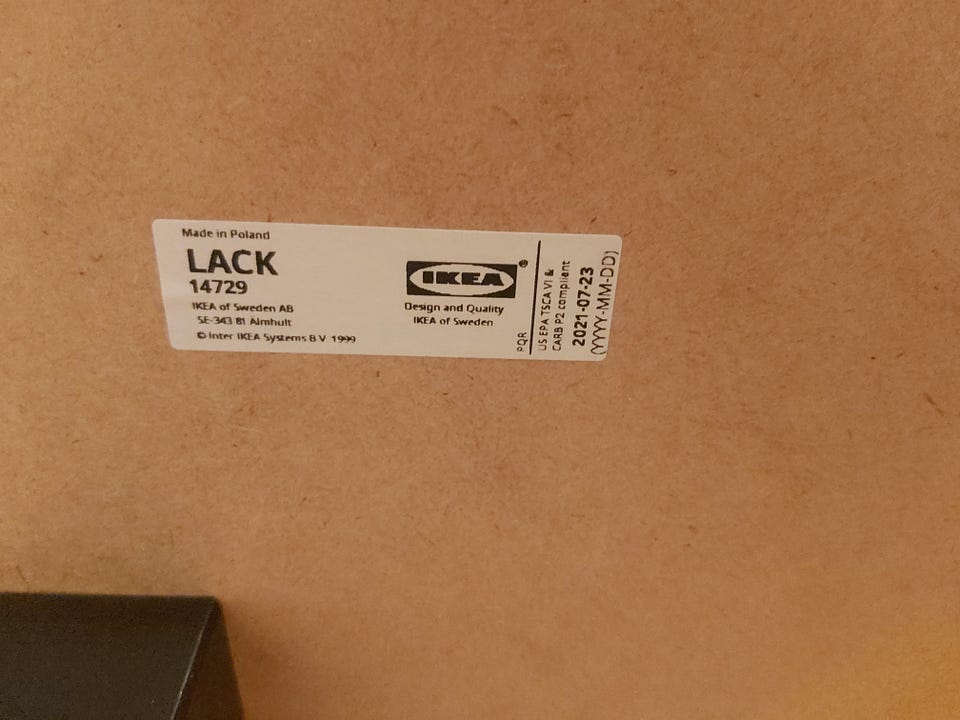 Made in Poland
LACK
14729
IKEA of Sweden AB
SE-343 81 Älmhult
© Inter IKEA Systems B V 1999
IKEA®
Design and Quality
IKEA of Sweden
PQR
US EPA TSCA VI &
CARB P2 compliant
2021-07-23
(YYYY-MM-DD)